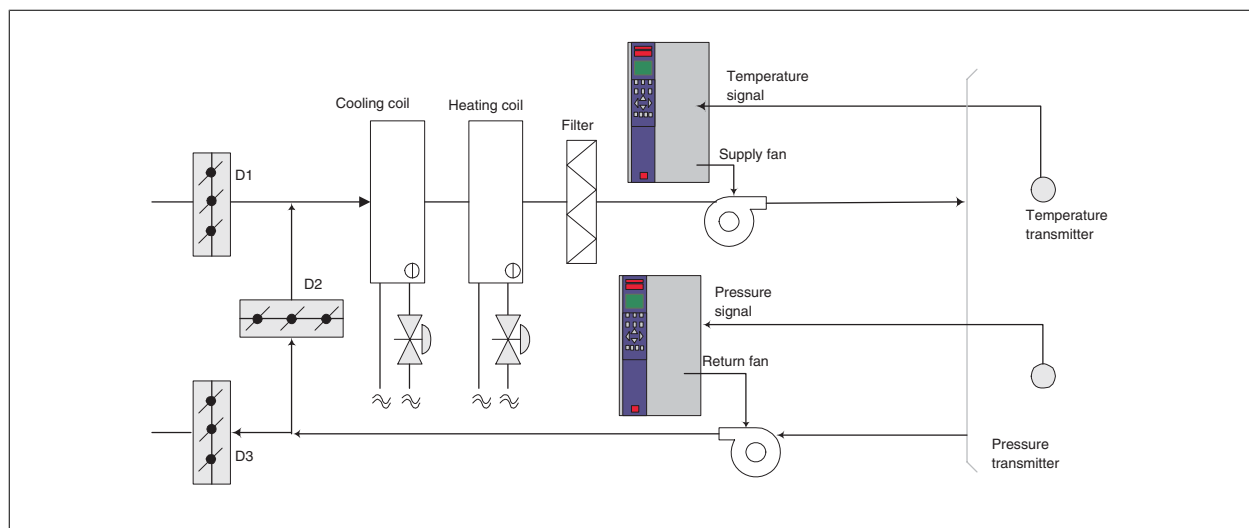 Cooling coil
Heating coil
Filter
Temperature
signal
Supply fan
D1
Temperature
transmitter
D2
Pressure
signal
Return fan
D3
Pressure
transmitter